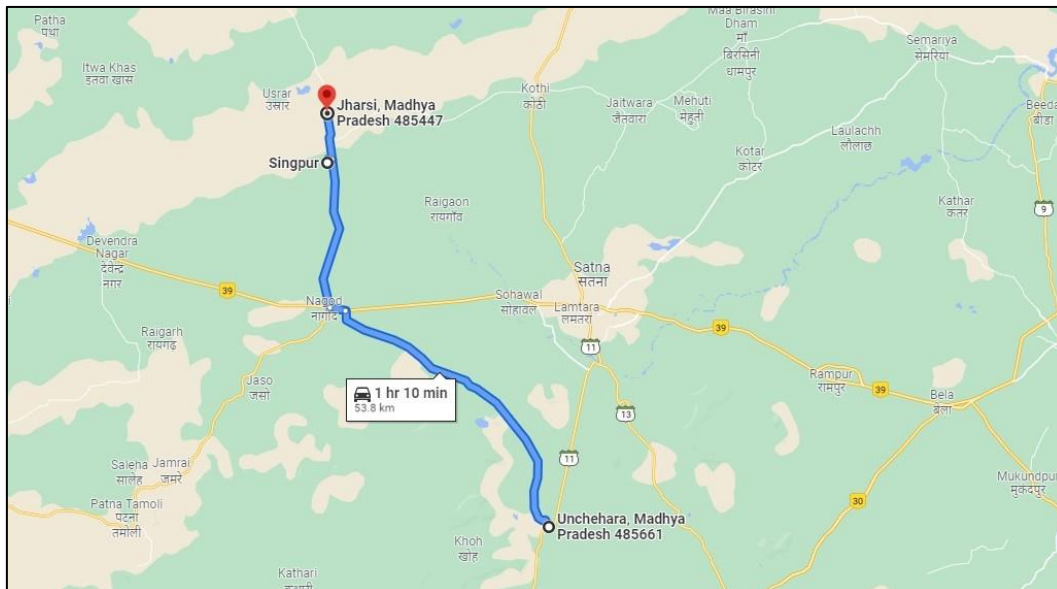 Patha
पथा
Maa Birasini
Dham
माँ
बिरसिनी
धामपुर
Semariya
सेमरिया
Itwa Khas
इतवा खास
Usrar
उसरार
Jharsi, Madhya
Pradesh 485447
Kothi
कोठी
Jaitwara
जैतवारा
Mehuti
मेहुती
Beeda
बीडा
Laulachh
लौलाछ
Singpur
Kotar
कोटर
Raigaon
रायगाँव
Kathar
कतर
9
Devendra
Nagar
देवेन्द्र
नगर
Satna
सतना
39
Nagod
नागौद
Sohawal
सोहावल
Lamtara
लमतरा
39
Raigarh
रायगढ़
11
Rampur
रामपुर
Jaso
जसो
1 hr 10 min
53.8 km
39
Bela
बेला
13
11
Saleha
सालेह
Jamrai
जमरे
Mukundpur
मुकुंदपुर
Patna Tamoli
पटना
तमोली
30
Unchehara, Madhya
Pradesh 485661
Khoh
खोह
Kathari